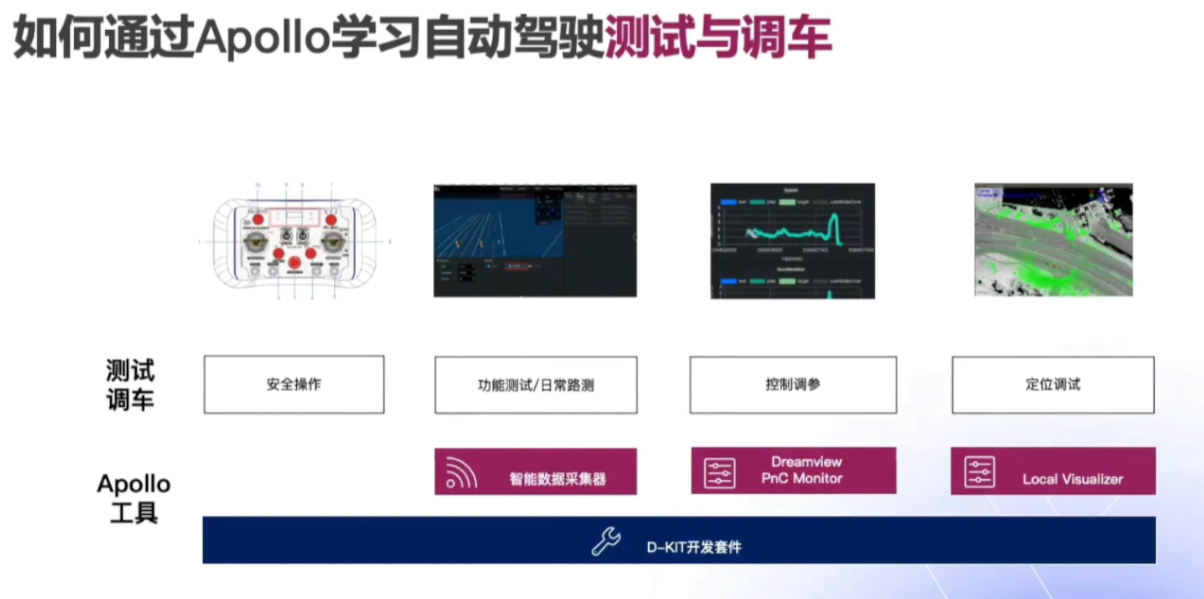 如何通过Apollo学习自动驾驶测试与调车
测试
调车
安全操作
功能测试/日常路测
控制调参
定位调试
Apollo
工具
智能数据采集器
Dreamview
PnC Monitor
Local Visualizer
D-KIT开发套件